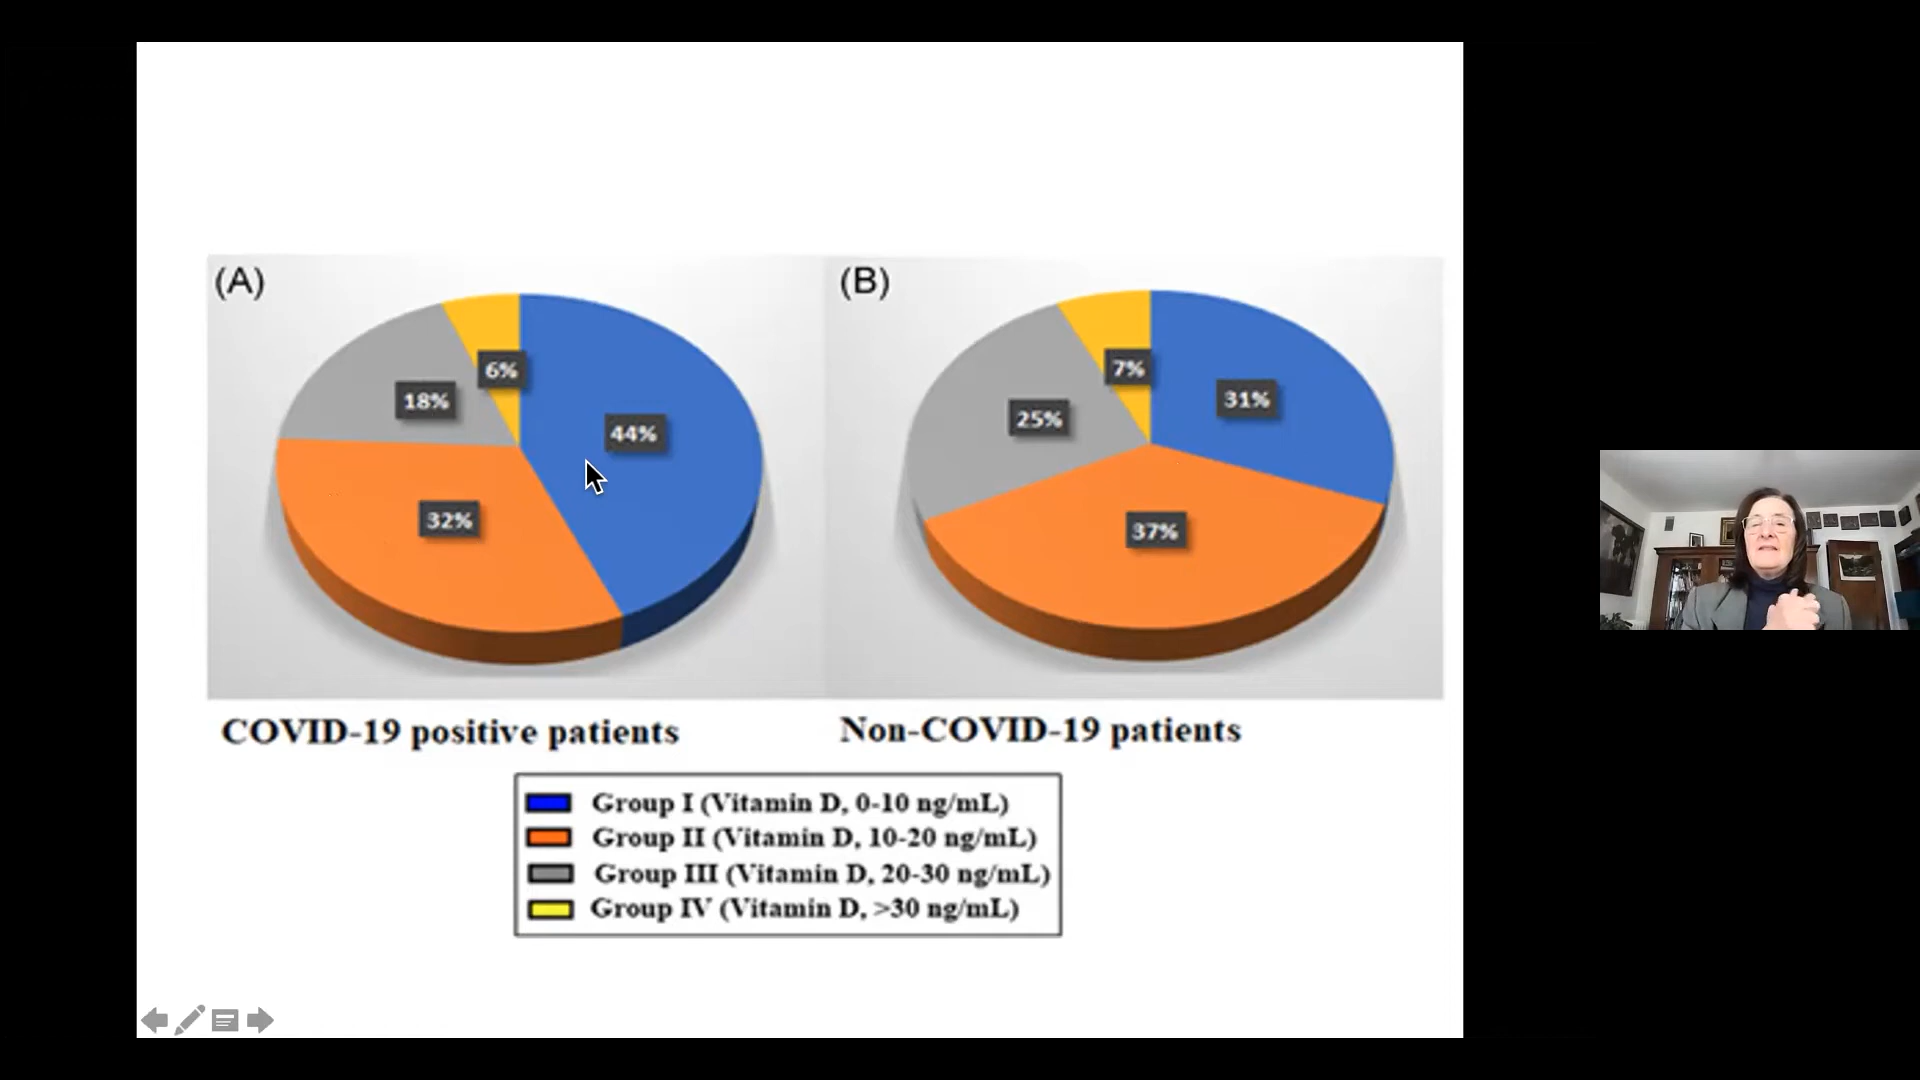 (A)
6%
18%
44%
32%
COVID-19 positive patients
(B)
7%
31%
25%
37%
Non-COVID-19 patients
Group I (Vitamin D, 0-10 ng/mL)
Group II (Vitamin D, 10-20 ng/mL)
Group III (Vitamin D, 20-30 ng/mL)
Group IV (Vitamin D, >30 ng/mL)